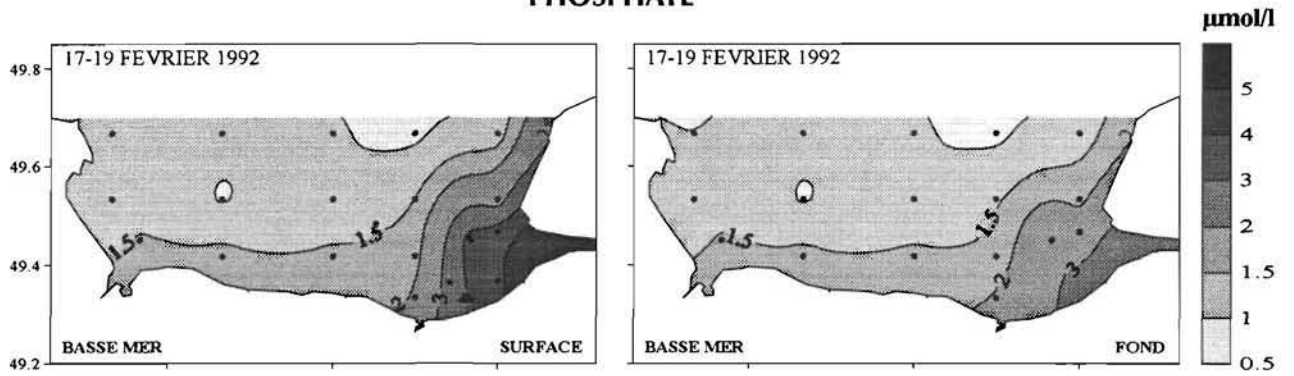 PHOSPHATE
µmol/l
17-19 FEVRIER 1992
17-19 FEVRIER 1992
49.8
49.6
49.4
49.2
1.5
1.5
2
3
1.5
1.5
2
3
BASSE MER
SURFACE
BASSE MER
FOND
5
4
3
2
1.5
1
0.5